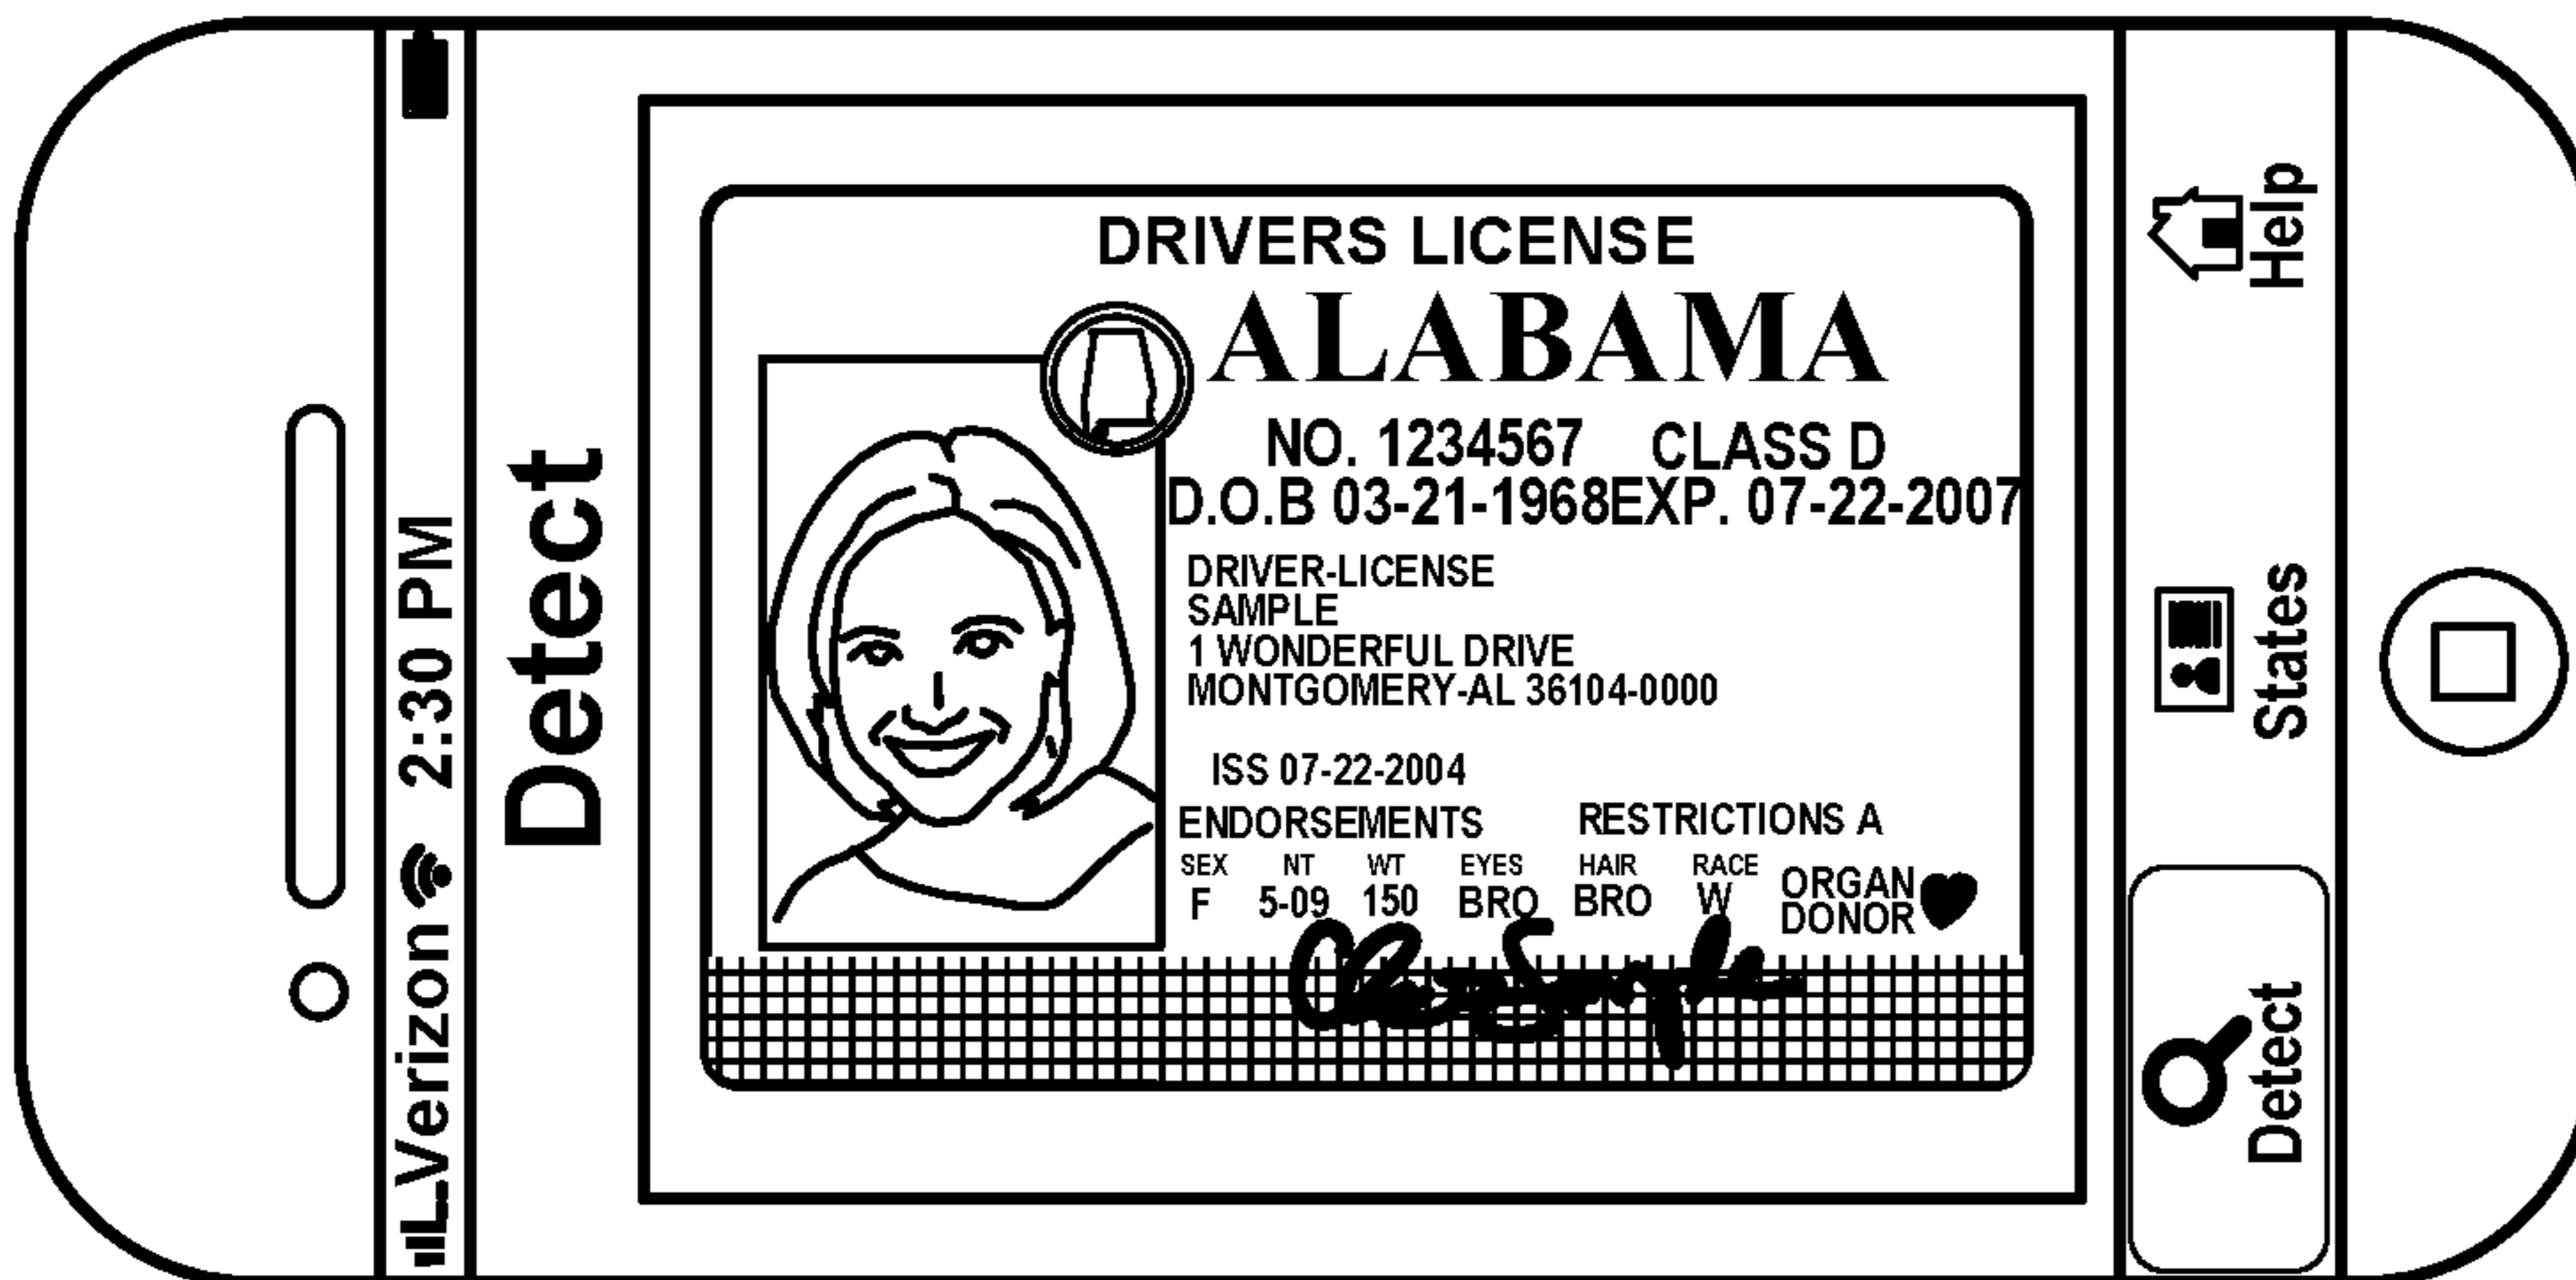 Verizon 2:30 PM
Detect
DRIVERS LICENSE
ALABAMA
NO. 1234567 CLASS D
D.O.B 03-21-1968EXP. 07-22-2007
DRIVER-LICENSE
SAMPLE
1 WONDERFUL DRIVE
MONTGOMERY-AL 36104-0000
ISS 07-22-2004
ENDORSEMENTS RESTRICTIONS A
SEX NT WT EYES HAIR RACE
F 5-09 150 BRO BRO W
ORGAN
DONOR
Detect
States
Help